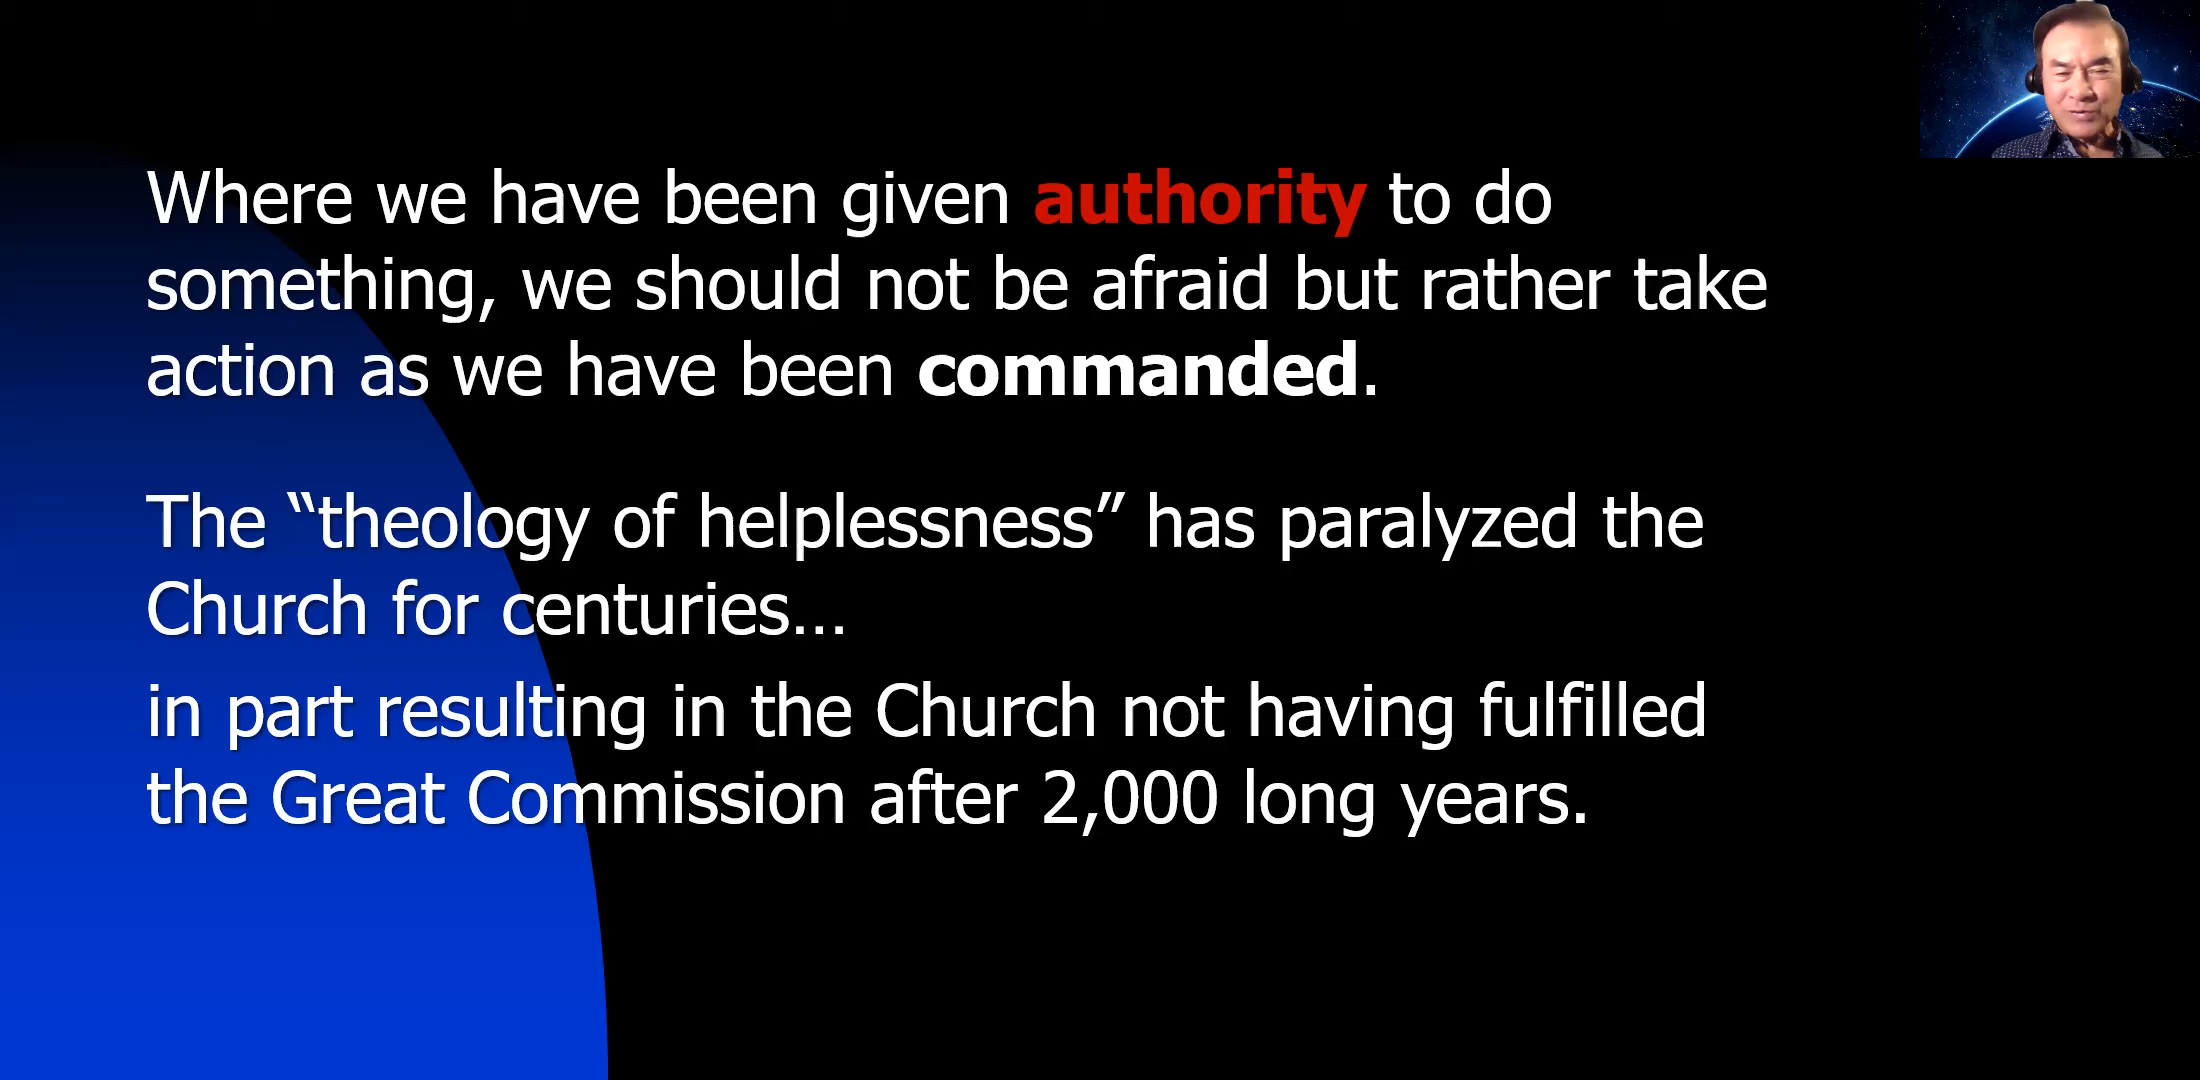 Where we have been given authority to do
something, we should not be afraid but rather take
action as we have been commanded.
The “theology of helplessness” has paralyzed the
Church for centuries…
in part resulting in the Church not having fulfilled
the Great Commission after 2,000 long years.